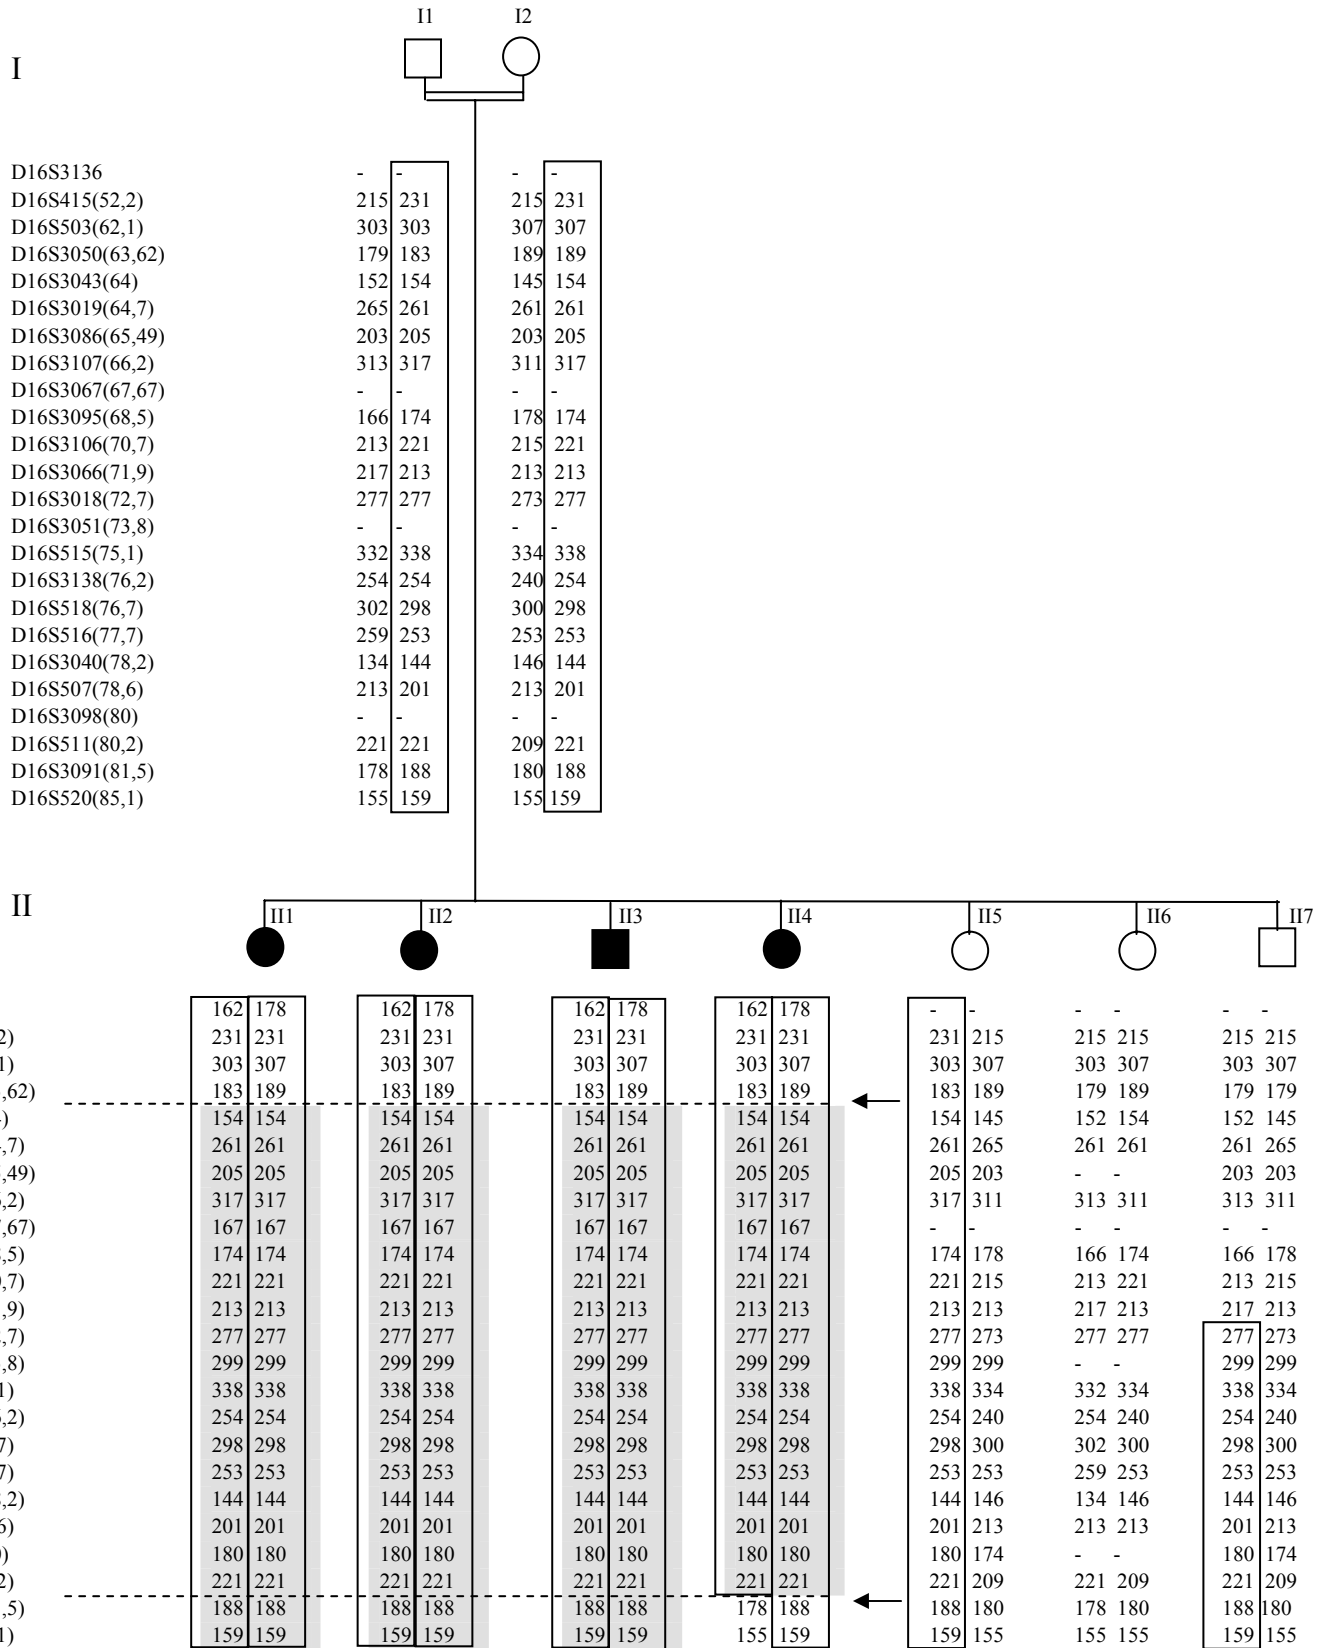 I1 I2
I
D16S3136 - - - -
D16S415(52,2) 215 231 215 231
D16S503(62,1) 303 303 307 307
D16S3050(63,62) 179 183 189 189
D16S3043(64) 152 154 145 154
D16S3019(64,7) 265 261 261 261
D16S3086(65,49) 203 205 203 205
D16S3107(66,2) 313 317 311 317
D16S3067(67,67) - - - -
D16S3095(68,5) 166 174 178 174
D16S3106(70,7) 213 221 215 221
D16S3066(71,9) 217 213 213 213
D16S3018(72,7) 277 277 273 277
D16S3051(73,8) - - - -
D16S515(75,1) 332 338 334 338
D16S3138(76,2) 254 254 240 254
D16S518(76,7) 302 298 300 298
D16S516(77,7) 259 253 253 253
D16S3040(78,2) 134 144 146 144
D16S507(78,6) 213 201 213 201
D16S3098(80) - - - -
D16S511(80,2) 221 221 209 221
D16S3091(81,5) 178 188 180 188
D16S520(85,1) 155 159 155 159
II
II1 II2 II3 II4 II5 II6 II7
162 178 162 178 162 178 162 178 - - - - - -
2) 231 231 231 231 231 231 231 231 231 215 215 215 215 215
1) 303 307 303 307 303 307 303 307 303 307 303 307 303 307
,62) 183 189 183 189 183 189 183 189 183 189 179 189 179 179
) 154 154 154 154 154 154 154 154 154 145 152 154 152 145
,7) 261 261 261 261 261 261 261 261 261 265 261 261 261 265
,49) 205 205 205 205 205 205 205 205 205 203 - - 203 203
,2) 317 317 317 317 317 317 317 317 317 311 313 311 313 311
,67) 167 167 167 167 167 167 167 167 - - - - - -
,5) 174 174 174 174 174 174 174 174 174 178 166 174 166 178
,7) 221 221 221 221 221 221 221 221 221 215 213 221 213 215
,9) 213 213 213 213 213 213 213 213 213 213 217 213 217 213
,7) 277 277 277 277 277 277 277 277 277 273 277 277 277 273
,8) 299 299 299 299 299 299 299 299 299 299 - - 299 299
1) 338 338 338 338 338 338 338 338 338 334 332 334 338 334
,2) 254 254 254 254 254 254 254 254 254 240 254 240 254 240
7) 298 298 298 298 298 298 298 298 298 300 302 300 298 300
7) 253 253 253 253 253 253 253 253 253 253 259 253 253 253
,2) 144 144 144 144 144 144 144 144 144 146 134 146 144 146
6) 201 201 201 201 201 201 201 201 201 213 213 213 201 213
) 180 180 180 180 180 180 180 180 180 174 - - 180 174
2) 221 221 221 221 221 221 221 221 221 209 221 209 221 209
,5) 188 188 188 188 188 188 178 188 188 180 178 180 188 180
1) 159 159 159 159 159 159 155 159 159 155 155 155 159 155